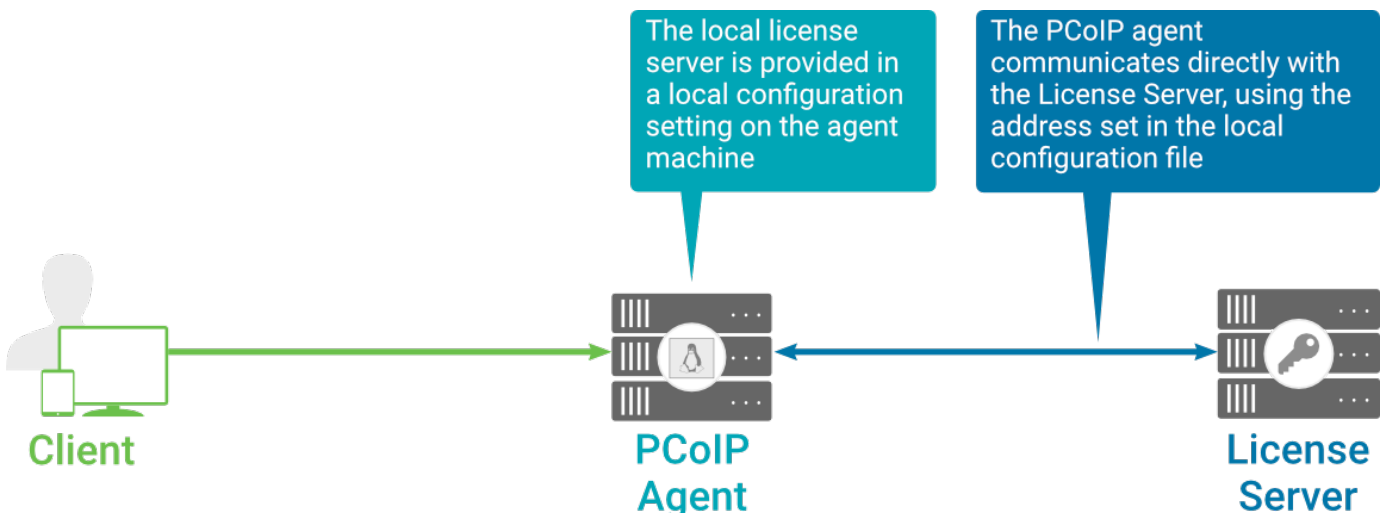 The local license
server is provided in
a local configuration
setting on the agent
machine
The PCoIP agent
communicates directly with
the License Server, using the
address set in the local
configuration file
Client
PCoIP
Agent
License
Server